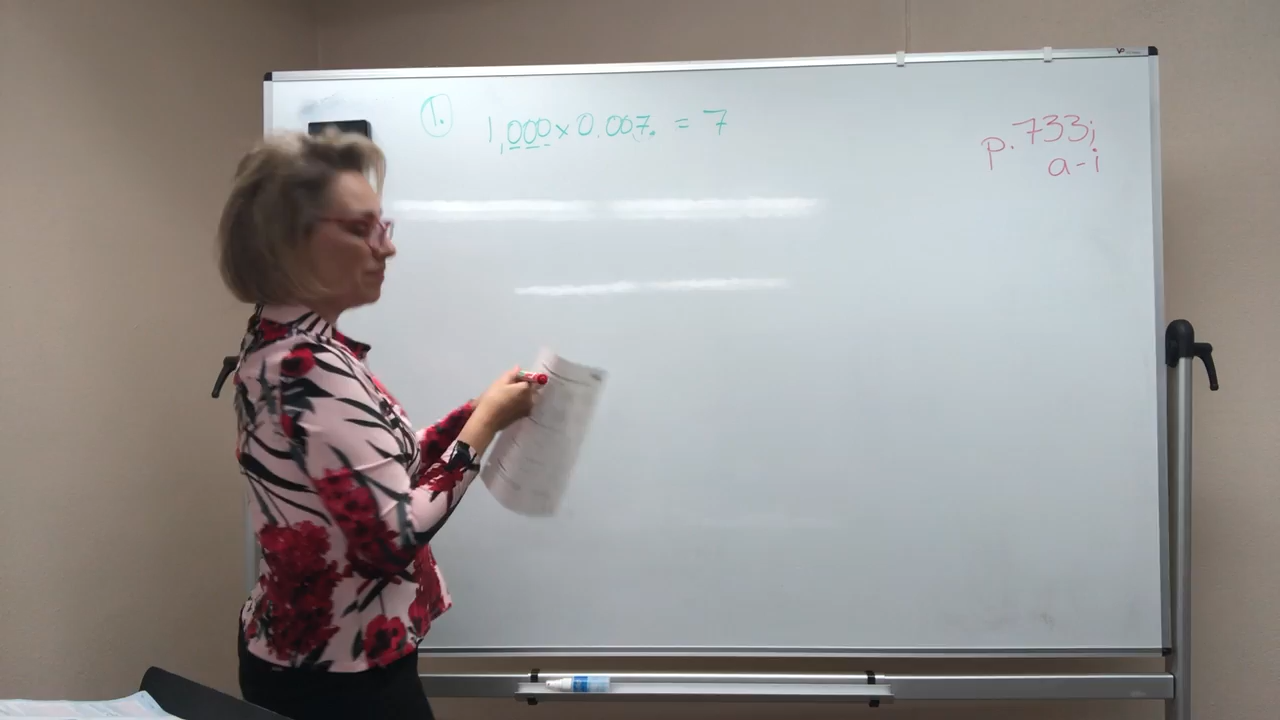 1. 1,000 x 0.007. = 7
p. 733;
a-i